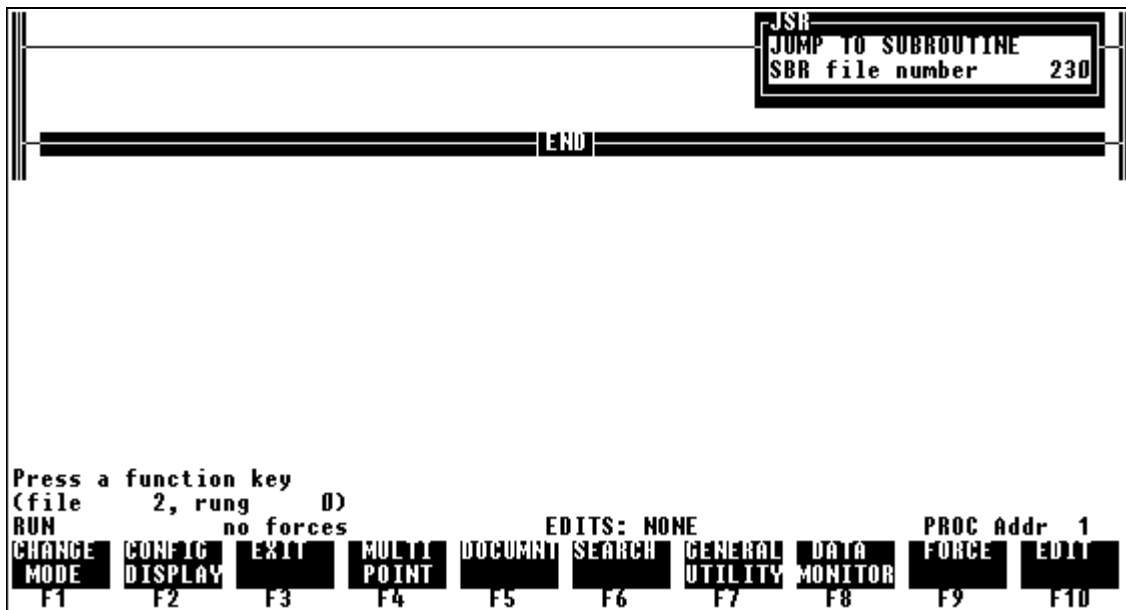 JSR
JUMP TO SUBROUTINE
SBR file number 230
END
Press a function key
(file 2, rung 0)
RUN no forces EDITS: NONE PROC Addr 1
CHANGE CONFIG EXIT MULTI DOCUMNT SEARCH GENERAL DATA FORCE EDIT
MODE DISPLAY POINT UTILITY MONITOR
F1 F2 F3 F4 F5 F6 F7 F8 F9 F10